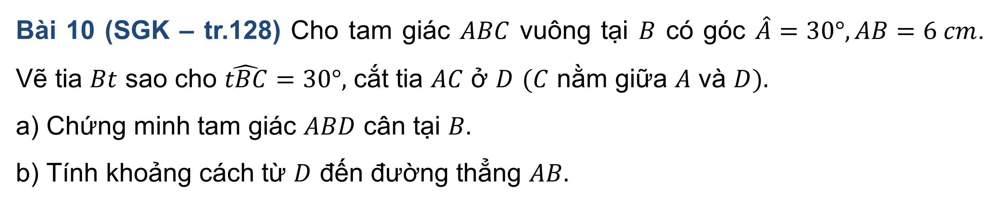 Bài 10 (SGK – tr.128) Cho tam giác ABC vuông tại B có góc Â = 30°, AB = 6 cm.
Vẽ tia Bt sao cho \widehat{tBC} = 30°, cắt tia AC ở D (C nằm giữa A và D).
a) Chứng minh tam giác ABD cân tại B.
b) Tính khoảng cách từ D đến đường thẳng AB.